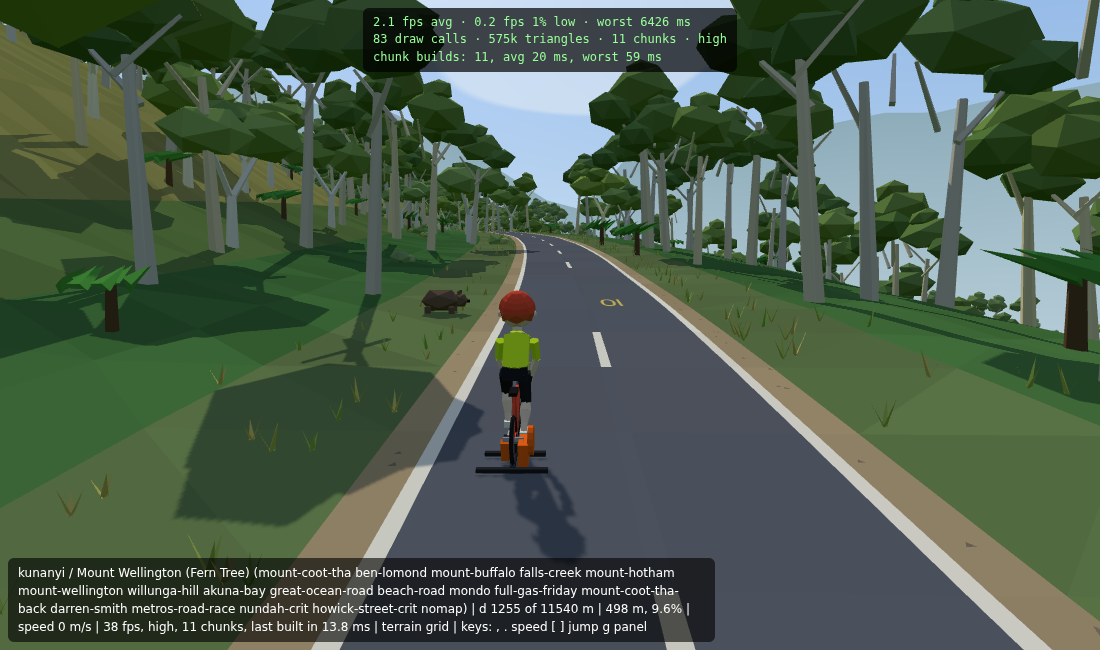 2.1 fps avg · 0.2 fps 1% low · worst 6426 ms
83 draw calls · 575k triangles · 11 chunks · high
chunk builds: 11, avg 20 ms, worst 59 ms
kunanyi / Mount Wellington (Fern Tree) (mount-coot-tha ben-lomond mount-buffalo falls-creek mount-hotham
mount-wellington willunga-hill akuna-bay great-ocean-road beach-road mondo full-gas-friday mount-coot-tha-
back darren-smith metros-road-race nundah-crit howick-street-crit nomap) | d 1255 of 11540 m | 498 m, 9.6% |
speed 0 m/s | 38 fps, high, 11 chunks, last built in 13.8 ms | terrain grid | keys: , . speed [ ] jump g panel